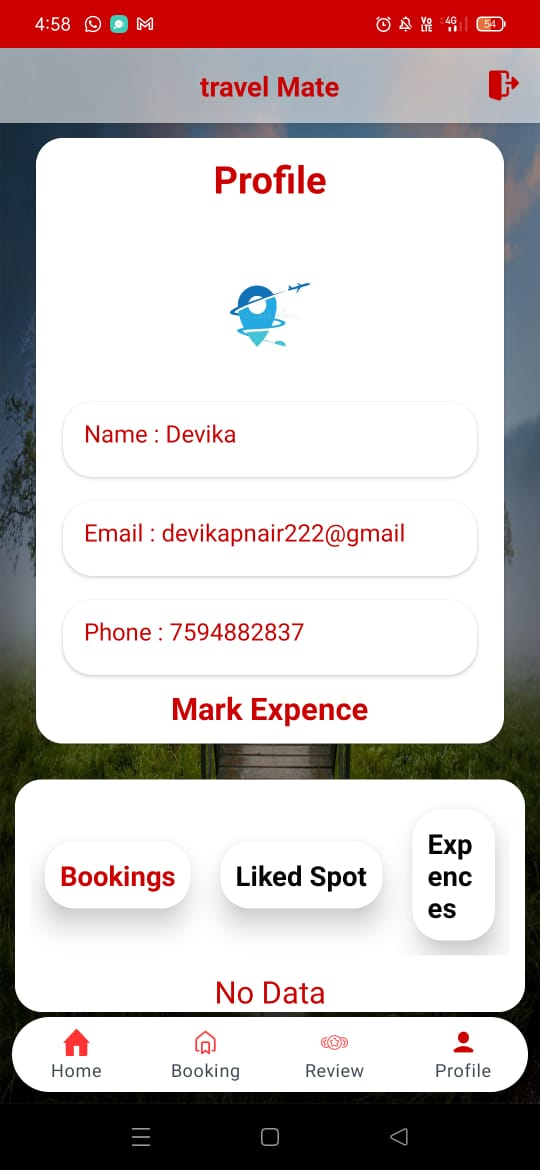 4:58
Vo
LTE
4G
54
travel Mate
Profile
Name : Devika
Email : devikapnair222@gmail
Phone : 7594882837
Mark Expence
Bookings
Liked Spot
Exp
enc
es
No Data
Home
Booking
Review
Profile